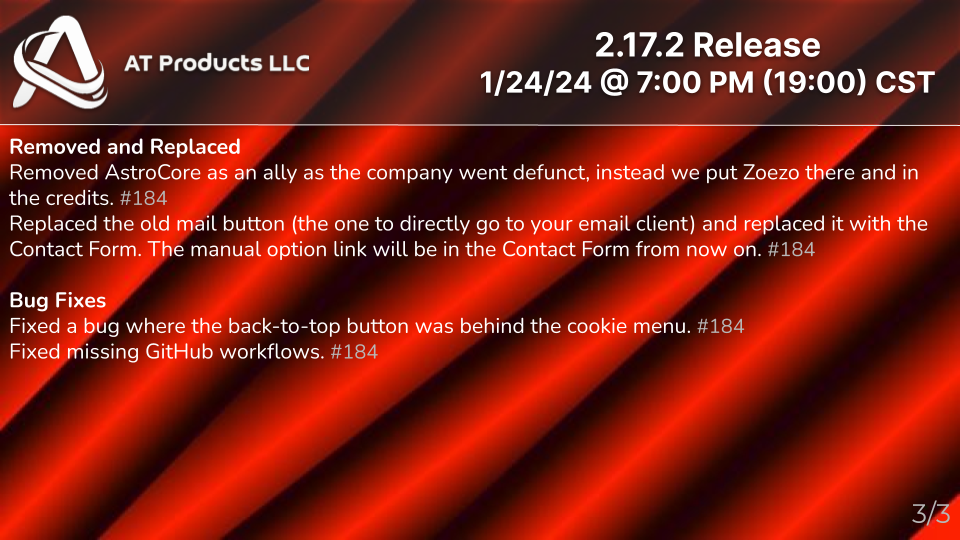 AT Products LLC
2.17.2 Release
1/24/24 @ 7:00 PM (19:00) CST
Removed and Replaced
Removed AstroCore as an ally as the company went defunct, instead we put Zoezo there and in
the credits. #184
Replaced the old mail button (the one to directly go to your email client) and replaced it with the
Contact Form. The manual option link will be in the Contact Form from now on. #184
Bug Fixes
Fixed a bug where the back-to-top button was behind the cookie menu. #184
Fixed missing GitHub workflows. #184
3/3